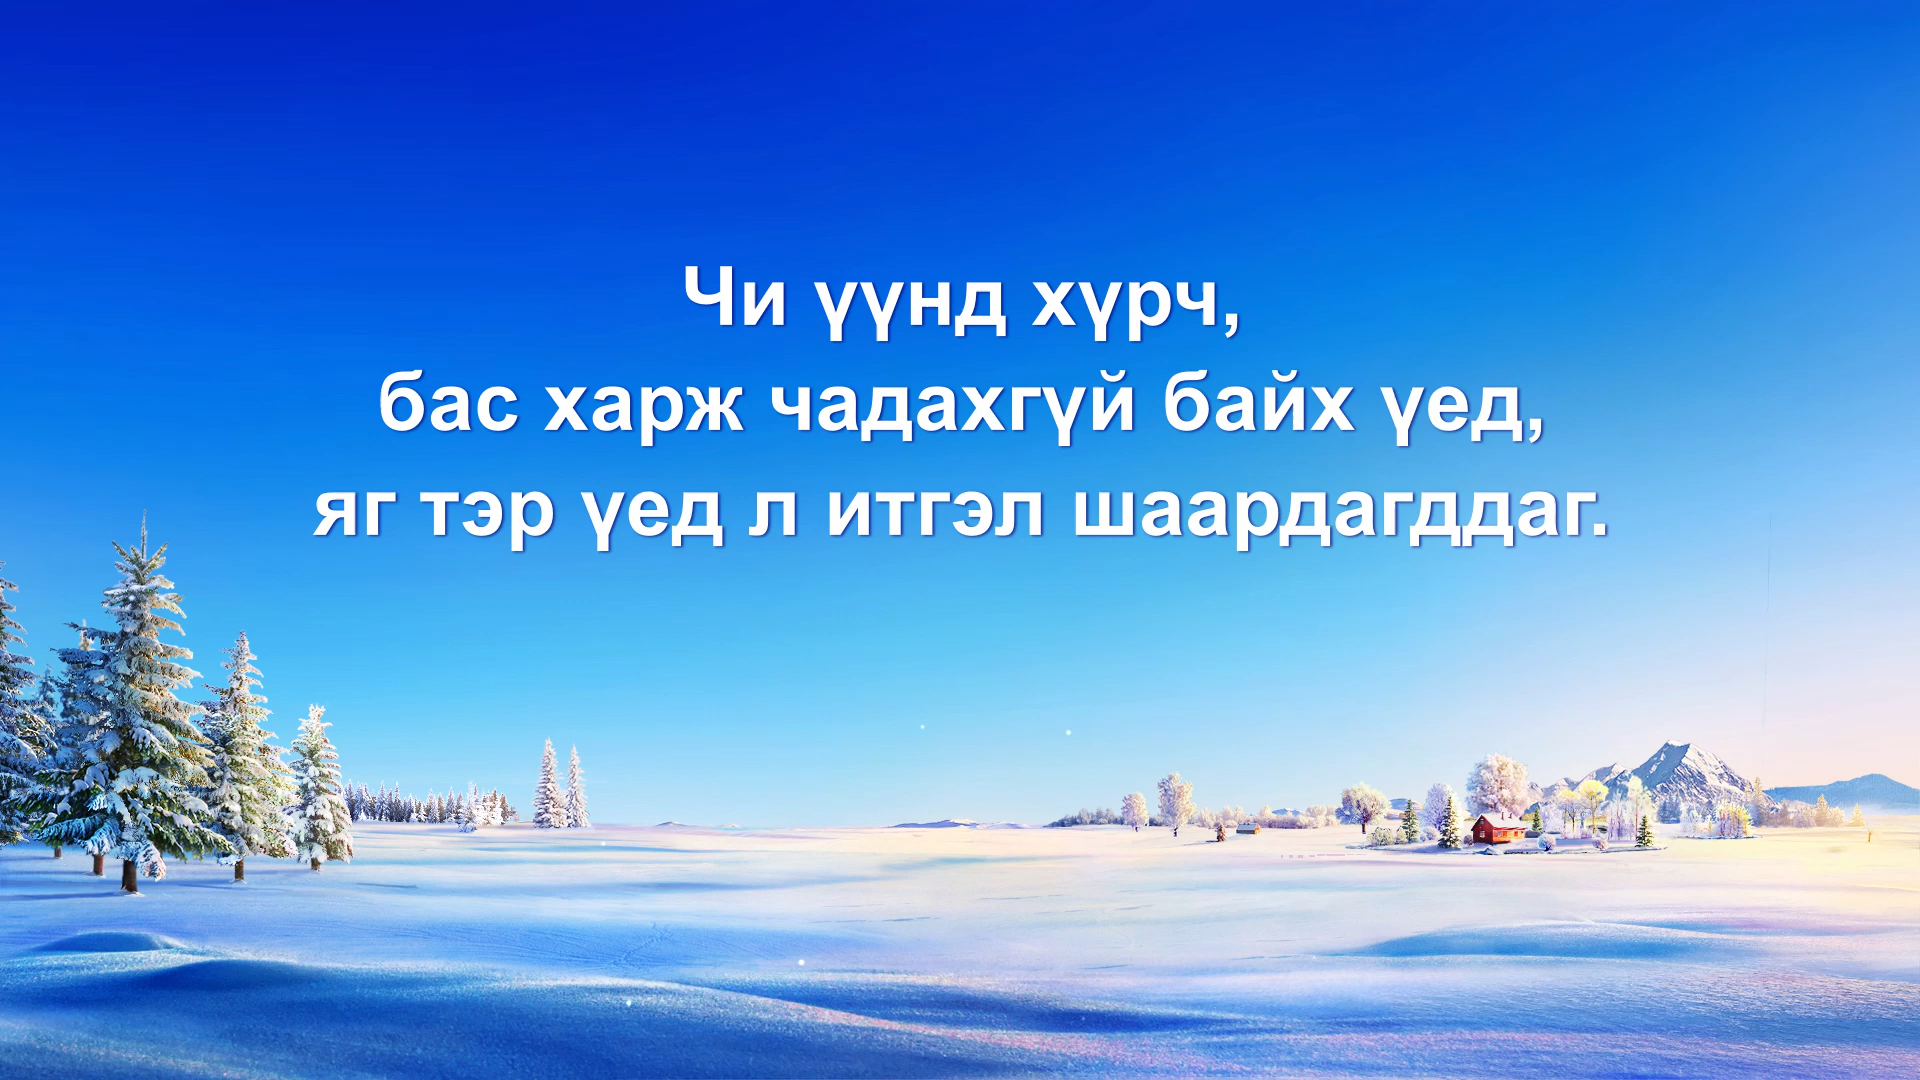 Чи үүнд хүрч,
бас харж чадахгүй байх үед,
яг тэр үед л итгэл шаардагддаг.